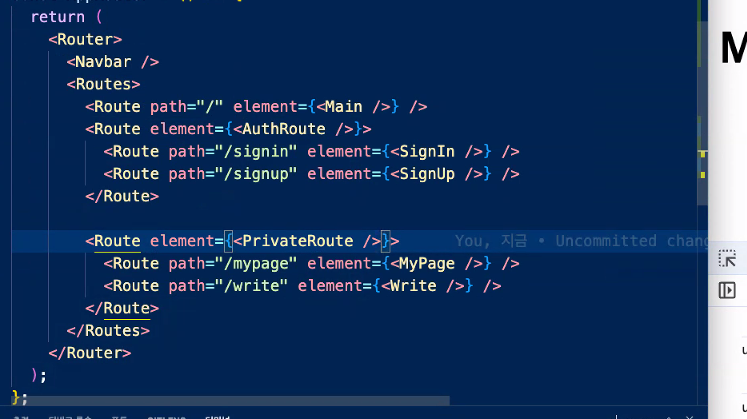 return (
<Router>
<Navbar />
<Routes>
<Route path="/" element={<Main />} />
<Route element={<AuthRoute />}>
<Route path="/signin" element={<SignIn />} />
<Route path="/signup" element={<SignUp />} />
</Route>
<Route element={<PrivateRoute />}> You, 지금 • Uncommitted chang
<Route path="/mypage" element={<MyPage />} />
<Route path="/write" element={<Write />} />
</Route>
</Routes>
</Router>
);
};